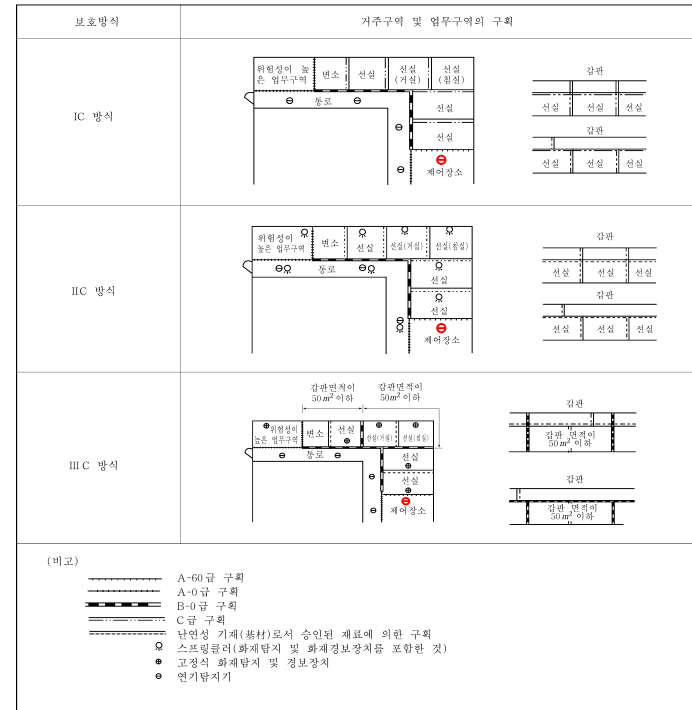 보호방식
거주구역 및 업무구역의 구획
IC 방식
위험성이 높
은 업무구역
변소
선실
선실
(거실)
선실
(침실)
통로
선실
선실
제어장소
갑판
선실 선실 선실
갑판
선실 선실 선실
IIC 방식
위험성이
높은 업무구역
변소
선실
선실(거실)
선실(침실)
통로
선실
선실
제어장소
갑판
선실 선실 선실
갑판
선실 선실 선실
IIIC 방식
갑판면적이
50m² 이하
갑판면적이
50m² 이하
위험성이
높은 업무구역
변소
선실
선실(거실)
선실(침실)
통로
선실
선실
제어장소
갑판
갑판 면적이
50m² 이하
갑판
갑판 면적이
50m² 이하
(비고)
A-60급 구획
A-0급 구획
B-0급 구획
C급 구획
난연성 기재(基材)로서 승인된 재료에 의한 구획
스프링클러(화재탐지 및 화재경보장치를 포함한 것)
고정식 화재탐지 및 경보장치
연기탐지기